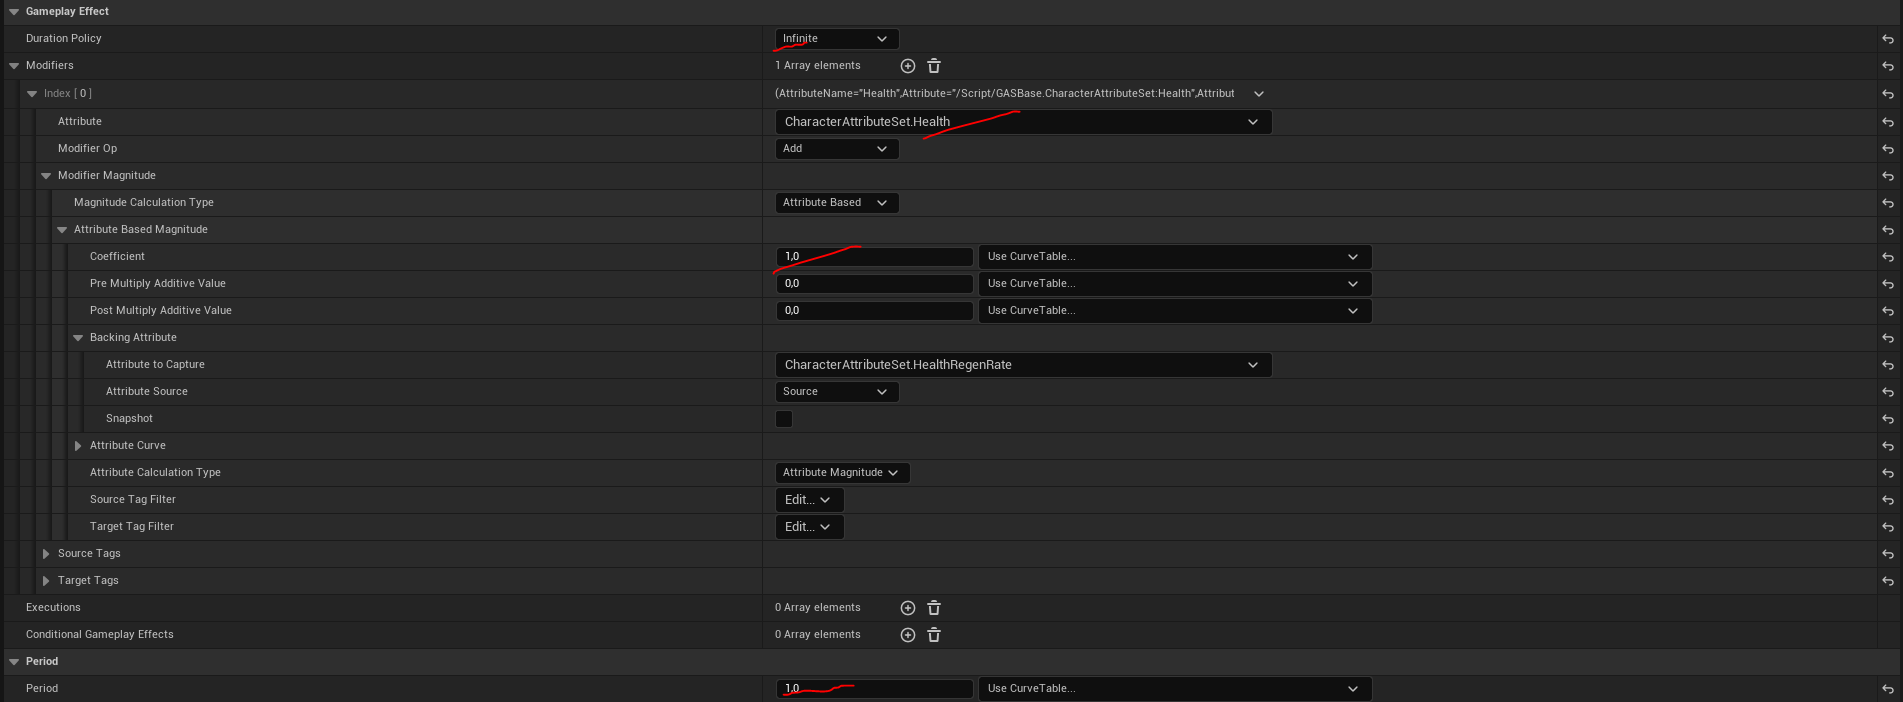 Gameplay Effect
Duration Policy Infinite
Modifiers 1 Array elements
Index [ 0 ] (AttributeName="Health",Attribute="/Script/GASBase.CharacterAttributeSet:Health",Attribut
Attribute CharacterAttributeSet.Health
Modifier Op Add
Modifier Magnitude
Magnitude Calculation Type Attribute Based
Attribute Based Magnitude
Coefficient 1,0 Use CurveTable...
Pre Multiply Additive Value 0,0 Use CurveTable...
Post Multiply Additive Value 0,0 Use CurveTable...
Backing Attribute
Attribute to Capture CharacterAttributeSet.HealthRegenRate
Attribute Source Source
Snapshot
Attribute Curve
Attribute Calculation Type Attribute Magnitude
Source Tag Filter Edit...
Target Tag Filter Edit...
Source Tags
Target Tags
Executions 0 Array elements
Conditional Gameplay Effects 0 Array elements
Period
Period 1,0 Use CurveTable...